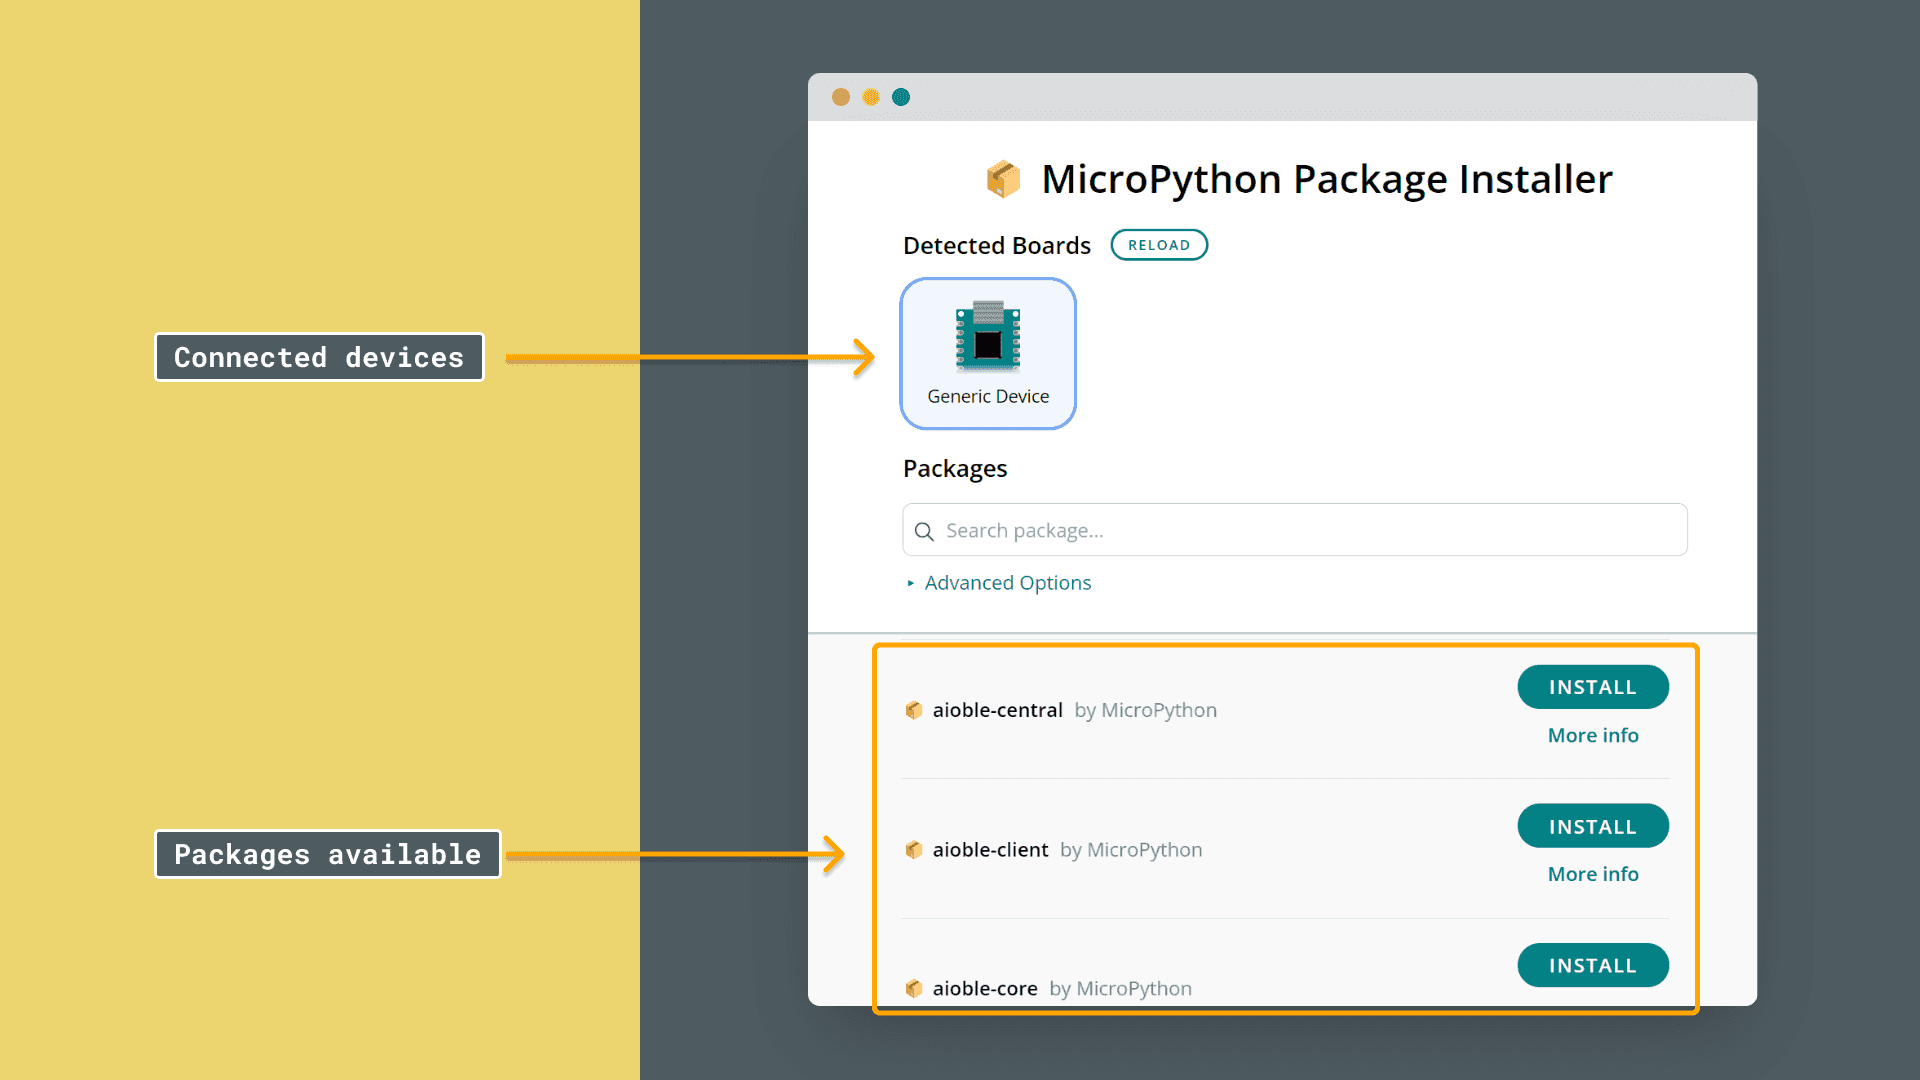 MicroPython Package Installer
Detected Boards RELOAD
Connected devices
Generic Device
Packages
Search package...
Advanced Options
aioble-central by MicroPython INSTALL
More info
Packages available
aioble-client by MicroPython INSTALL
More info
aioble-core by MicroPython INSTALL